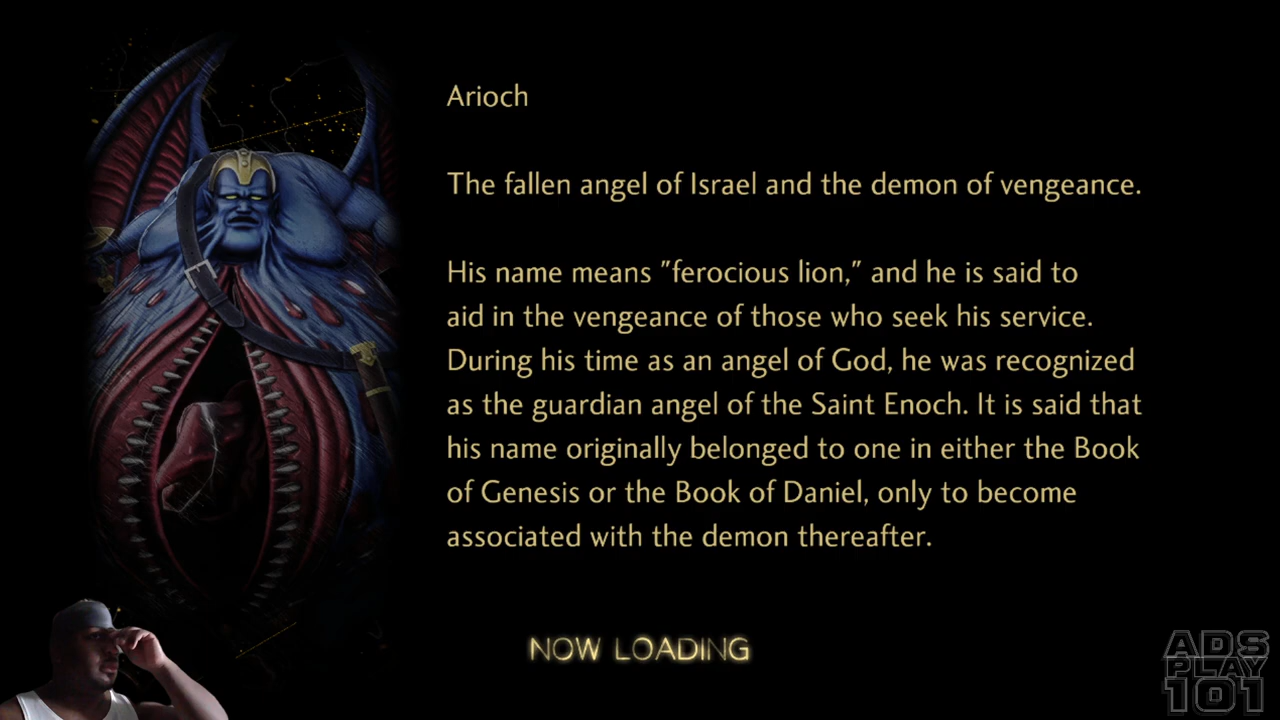 Arioch
The fallen angel of Israel and the demon of vengeance.
His name means "ferocious lion," and he is said to
aid in the vengeance of those who seek his service.
During his time as an angel of God, he was recognized
as the guardian angel of the Saint Enoch. It is said that
his name originally belonged to one in either the Book
of Genesis or the Book of Daniel, only to become
associated with the demon thereafter.
NOW LOADING
ADS
PLAY
101